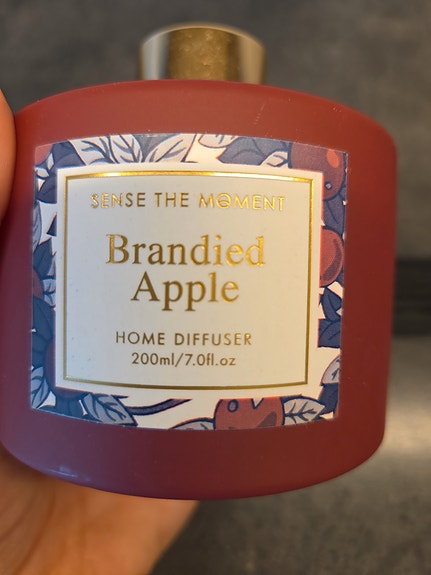 SENSE THE MOMENT
Brandied
Apple
HOME DIFFUSER
200ml/7.0fl.oz